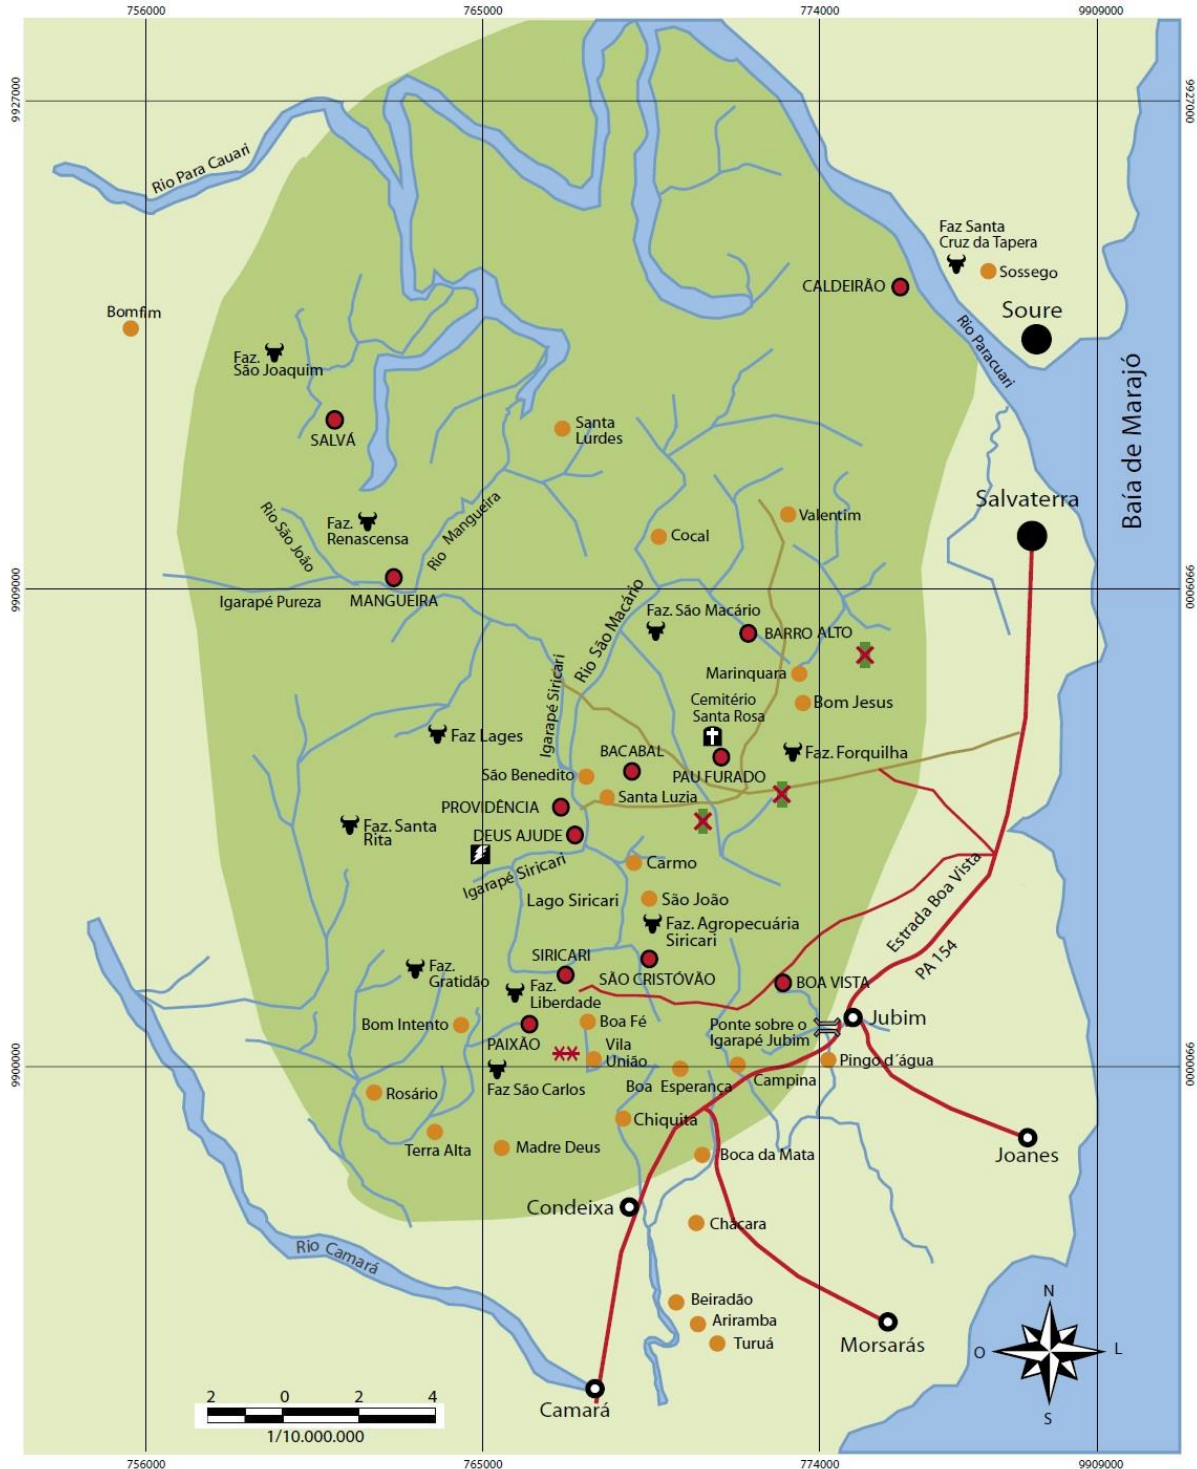 756000
765000
774000
9909000
9927000
9927000
Rio Para Cauari
Faz Santa
Cruz da Tapera
Sossego
CALDEIRÃO
Soure
Bomfim
Rio Paracuari
Faz.
São Joaquim
Baía de Marajó
SALVÁ
Santa
Lurdes
Salvaterra
Rio São João
Faz.
Renascensa
Rio Mangueira
Valentim
Cocal
9909000
9909000
Igarapé Pureza
MANGUEIRA
Rio São Macário
Faz. São Macário
BARRO ALTO
Igarapé Siricari
Marinquara
Cemitério
Santa Rosa
Bom Jesus
Faz Lages
BACABAL
Faz. Forquilha
São Benedito
PAU FURADO
Santa Luzia
PROVIDÊNCIA
Faz. Santa
Rita
DEUS AJUDE
Igarapé Siricari
Carmo
Estrada Boa Vista
Lago Siricari
São João
Faz. Agropecuária
Siricari
PA 154
SIRICARI
SÃO CRISTÓVÃO
Faz.
Gratidão
Faz.
Liberdade
BOA VISTA
Bom Intento
Boa Fé
Ponte sobre o
Igarapé Jubim
Jubim
PAIXÃO
Vila
União
Pingo d´água
9900000
9900000
Faz São Carlos
Boa Esperança
Campina
Rosário
Chiquita
Terra Alta
Madre Deus
Boca da Mata
Joanes
Condeixa
Chácara
Rio Camará
Beiradão
Ariramba
Turuá
Morsarás
N
O
L
S
2 0 2 4
1/10.000.000
Camará
756000
765000
774000
9909000